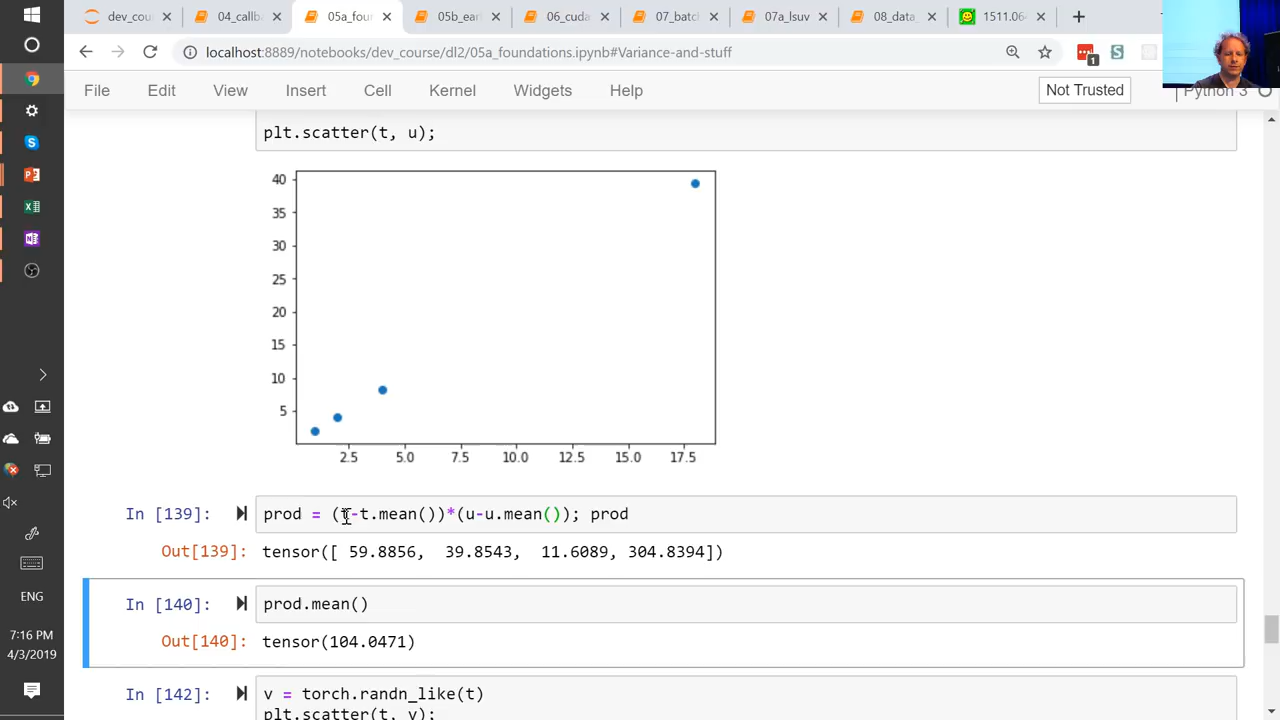 dev_cou
04_callb
05a_four
05b_ear
06_cuda
07_batch
07a_lsuv
08_data_
1511.06
localhost:8889/notebooks/dev_course/dl2/05a_foundations.ipynb#Variance-and-stuff
1
File Edit View Insert Cell Kernel Widgets Help
Not Trusted
Python 3
plt.scatter(t, u);
40
35
30
25
20
15
10
5
2.5 5.0 7.5 10.0 12.5 15.0 17.5
In [139]: prod = (t-t.mean())*(u-u.mean()); prod
Out[139]: tensor([ 59.8856, 39.8543, 11.6089, 304.8394])
In [140]: prod.mean()
Out[140]: tensor(104.0471)
In [142]: v = torch.randn_like(t)
plt.scatter(t, v);
ENG
7:16 PM
4/3/2019